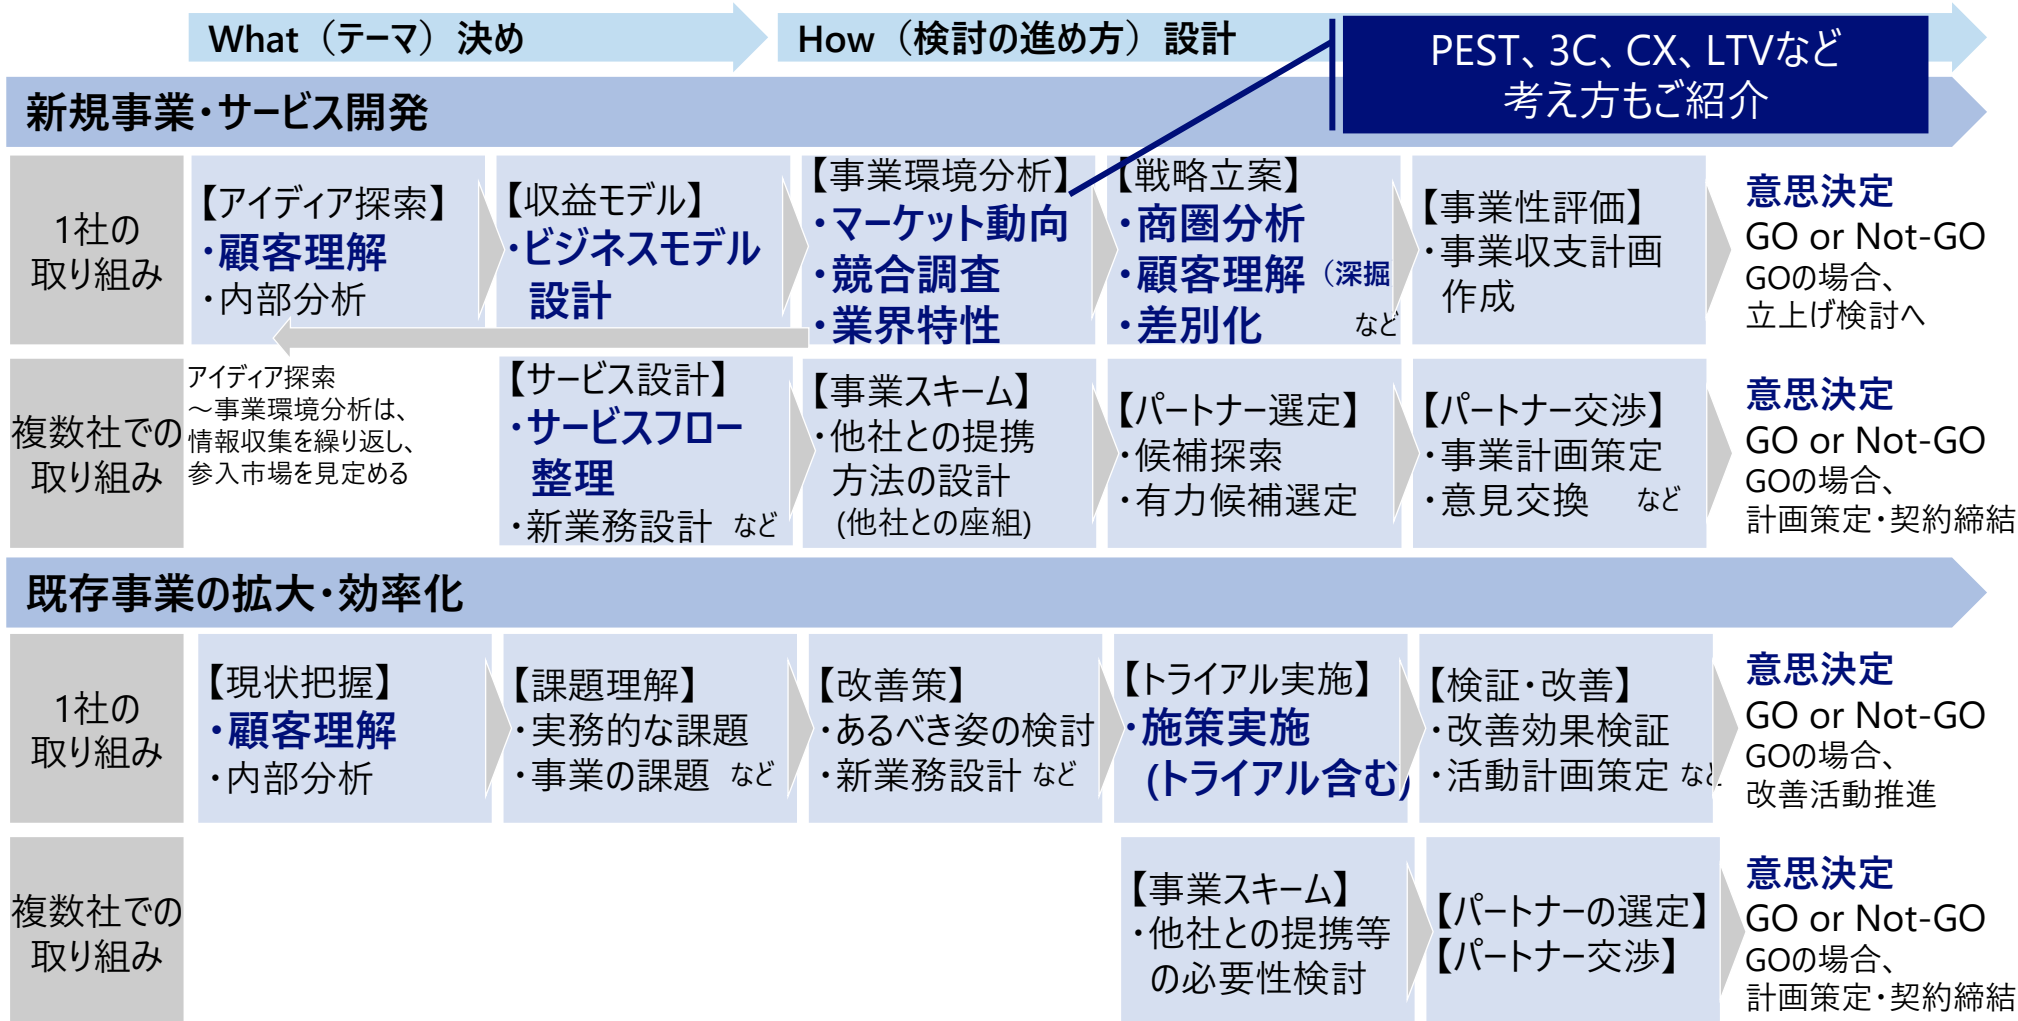 What（テーマ）決め
How（検討の進め方）設計
PEST、3C、CX、LTVなど
考え方もご紹介
新規事業・サービス開発
1社の
取り組み
【アイディア探索】
・顧客理解
・内部分析
【収益モデル】
・ビジネスモデル
設計
【事業環境分析】
・マーケット動向
・競合調査
・業界特性
【戦略立案】
・商圏分析
・顧客理解（深掘
・差別化 など
【事業性評価】
・事業収支計画
作成
意思決定
GO or Not-GO
GOの場合、
立上げ検討へ
複数社での
取り組み
アイディア探索
～事業環境分析は、
情報収集を繰り返し、
参入市場を見定める
【サービス設計】
・サービスフロー
整理
・新業務設計 など
【事業スキーム】
・他社との提携
方法の設計
(他社との座組)
【パートナー選定】
・候補探索
・有力候補選定
【パートナー交渉】
・事業計画策定
・意見交換 など
意思決定
GO or Not-GO
GOの場合、
計画策定・契約締結
既存事業の拡大・効率化
1社の
取り組み
【現状把握】
・顧客理解
・内部分析
【課題理解】
・実務的な課題
・事業の課題 など
【改善策】
・あるべき姿の検討
・新業務設計 など
【トライアル実施】
・施策実施
(トライアル含む)
【検証・改善】
・改善効果検証
・活動計画策定 など
意思決定
GO or Not-GO
GOの場合、
改善活動推進
複数社での
取り組み
【事業スキーム】
・他社との提携等
の必要性検討
【パートナーの選定】
【パートナー交渉】
意思決定
GO or Not-GO
GOの場合、
計画策定・契約締結